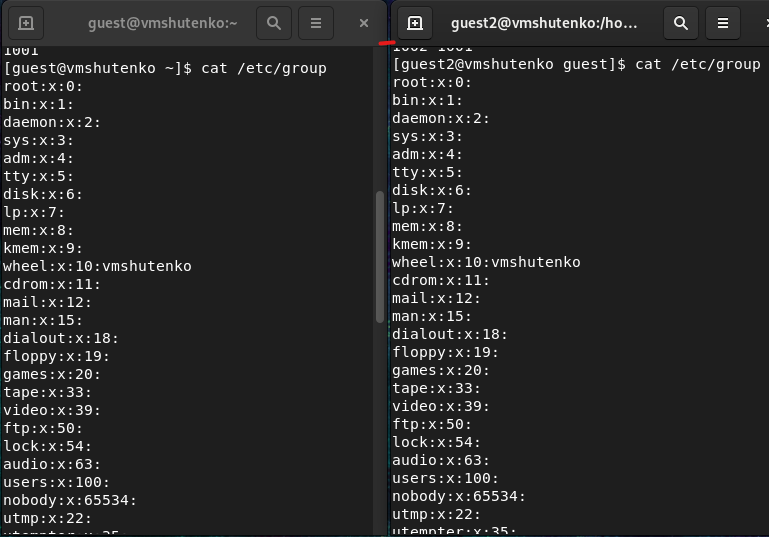 guest@vmshutenko:~
1001
[guest@vmshutenko ~]$ cat /etc/group
root:x:0:
bin:x:1:
daemon:x:2:
sys:x:3:
adm:x:4:
tty:x:5:
disk:x:6:
lp:x:7:
mem:x:8:
kmem:x:9:
wheel:x:10:vmshutenko
cdrom:x:11:
mail:x:12:
man:x:15:
dialout:x:18:
floppy:x:19:
games:x:20:
tape:x:33:
video:x:39:
ftp:x:50:
lock:x:54:
audio:x:63:
users:x:100:
nobody:x:65534:
utmp:x:22:
utempter:x:35:
guest2@vmshutenko:/ho...
1002 1001
[guest2@vmshutenko guest]$ cat /etc/group
root:x:0:
bin:x:1:
daemon:x:2:
sys:x:3:
adm:x:4:
tty:x:5:
disk:x:6:
lp:x:7:
mem:x:8:
kmem:x:9:
wheel:x:10:vmshutenko
cdrom:x:11:
mail:x:12:
man:x:15:
dialout:x:18:
floppy:x:19:
games:x:20:
tape:x:33:
video:x:39:
ftp:x:50:
lock:x:54:
audio:x:63:
users:x:100:
nobody:x:65534:
utmp:x:22:
utempter:x:35: